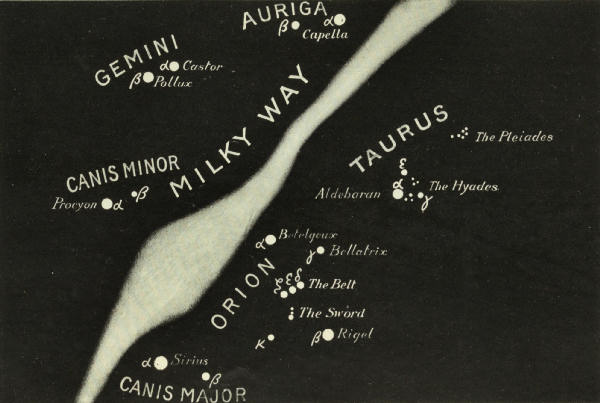 AURIGA
β α
Capella
GEMINI
α Castor
β Pollux
MILKY WAY
TAURUS
The Pleiades
ε
α
The Hyades
Aldebaran
γ
CANIS MINOR
β
Procyon α
α Betelgeux
γ Bellatrix
ORION
ζ ε δ
The Belt
The Sword
κ
β Rigel
α Sirius
β
CANIS MAJOR